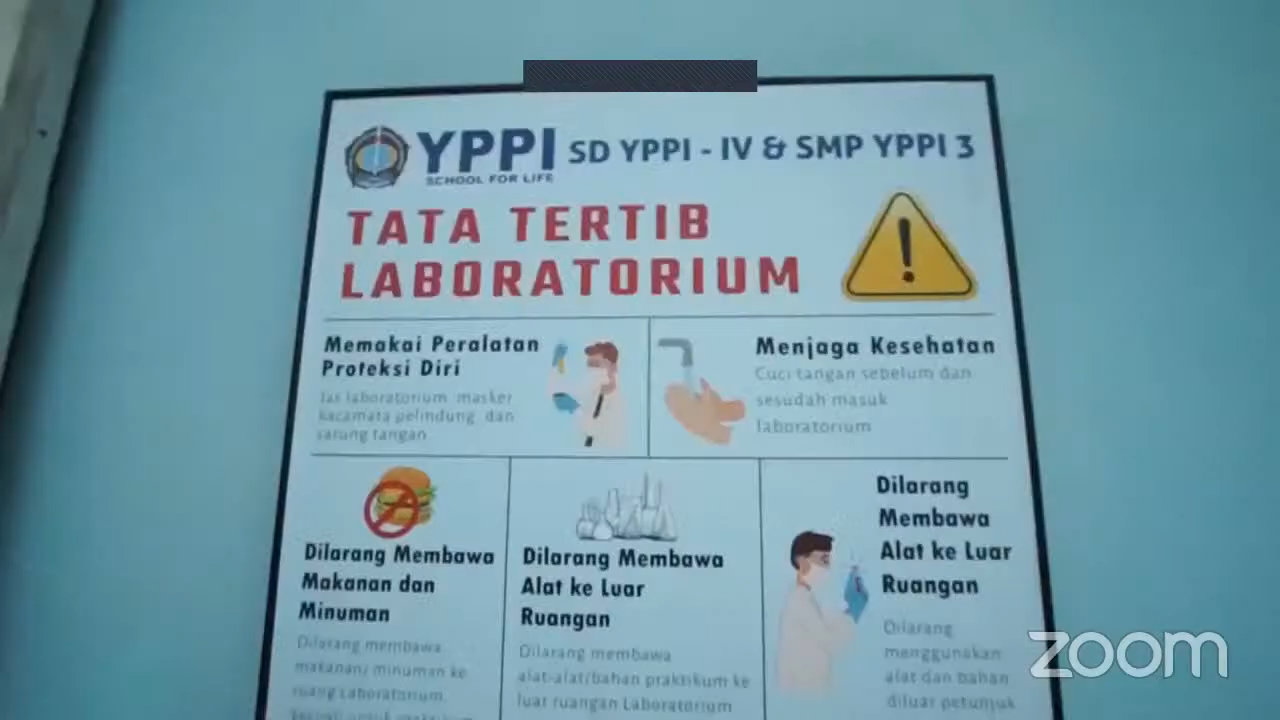 YPPI SD YPPI - IV & SMP YPPI 3
SCHOOL FOR LIFE
TATA TERTIB
LABORATORIUM
Memakai Peralatan
Proteksi Diri
Jas laboratorium masker
kacamata pelindung dan
sarung tangan
Menjaga Kesehatan
Cuci tangan sebelum dan
sesudah masuk
laboratorium
Dilarang Membawa
Makanan dan
Minuman
Dilarang membawa
makanan/ minuman ke
ruang Laboratorium
Dilarang Membawa
Alat ke Luar
Ruangan
Dilarang membawa
alat-alat/bahan praktikum ke
luar ruangan Laboratorium
Dilarang
Membawa
Alat ke Luar
Ruangan
Dilarang
menggunakan
alat dan bahan
diluar petunjuk
zoom